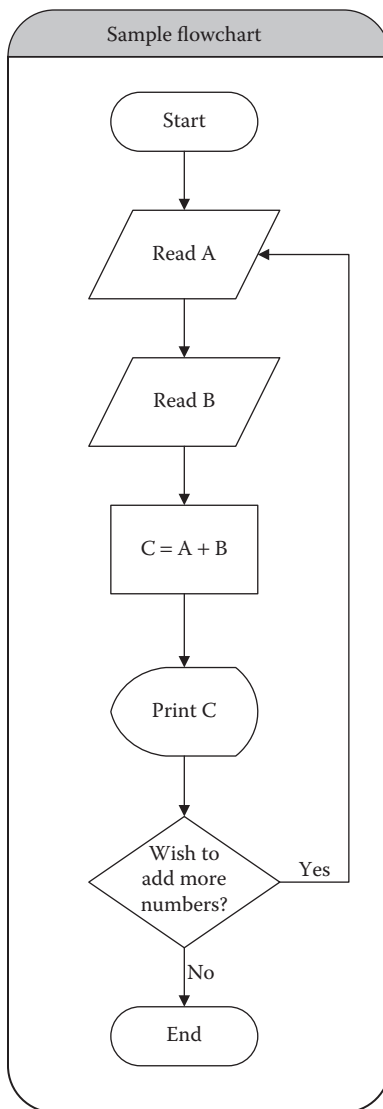 Sample flowchart
Start
Read A
Read B
C = A + B
Print C
Wish to
add more
numbers?
Yes
No
End